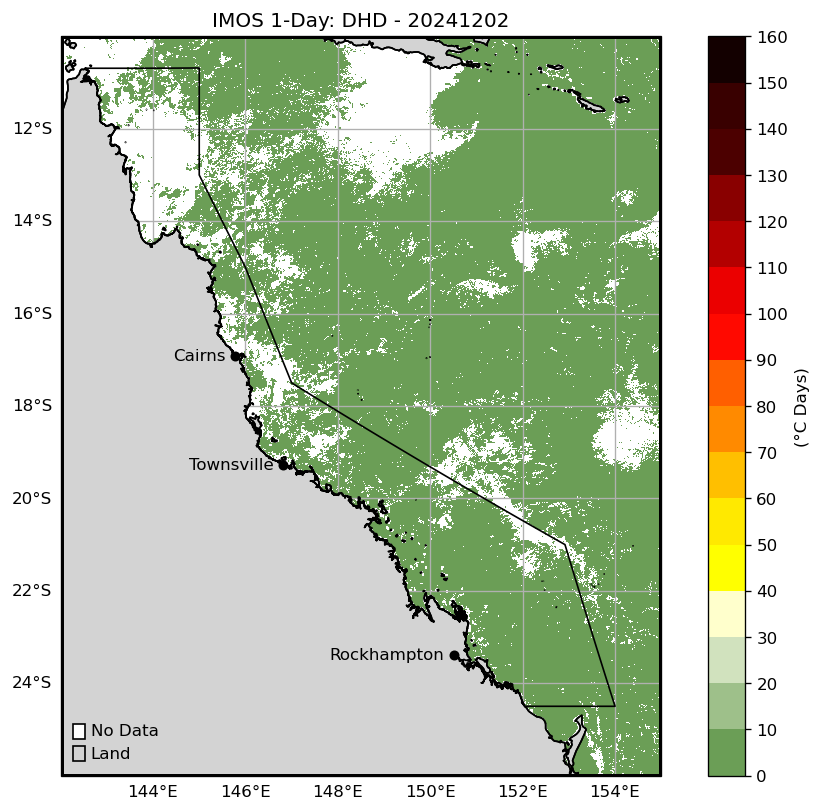 IMOS 1-Day: DHD - 20241202
12°S
14°S
16°S
18°S
20°S
22°S
24°S
Cairns
Townsville
Rockhampton
No Data
Land
144°E 146°E 148°E 150°E 152°E 154°E
160
150
140
130
120
110
100
90
80
70
60
50
40
30
20
10
0
(°C Days)